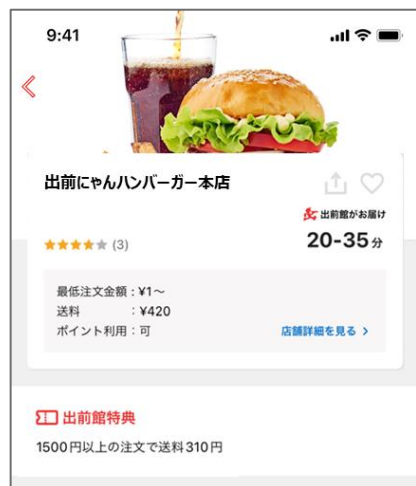 9:41
出前にゃんハンバーガー本店
出前館がお届け
★★★★★ (3)
20-35分
最低注文金額：¥1～
送料　　　　：¥420
ポイント利用：可
店舗詳細を見る >
出前館特典
1500円以上の注文で送料310円